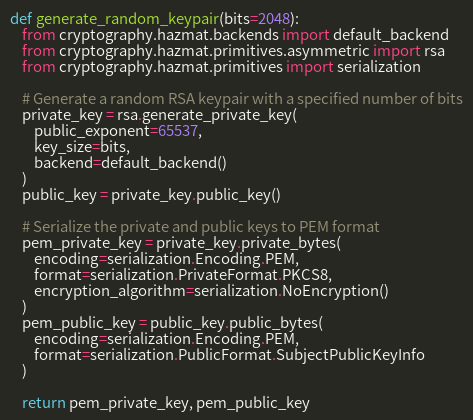 def generate_random_keypair(bits=2048):
    from cryptography.hazmat.backends import default_backend
    from cryptography.hazmat.primitives.asymmetric import rsa
    from cryptography.hazmat.primitives import serialization

    # Generate a random RSA keypair with a specified number of bits
    private_key = rsa.generate_private_key(
        public_exponent=65537,
        key_size=bits,
        backend=default_backend()
    )
    public_key = private_key.public_key()

    # Serialize the private and public keys to PEM format
    pem_private_key = private_key.private_bytes(
        encoding=serialization.Encoding.PEM,
        format=serialization.PrivateFormat.PKCS8,
        encryption_algorithm=serialization.NoEncryption()
    )
    pem_public_key = public_key.public_bytes(
        encoding=serialization.Encoding.PEM,
        format=serialization.PublicFormat.SubjectPublicKeyInfo
    )

    return pem_private_key, pem_public_key